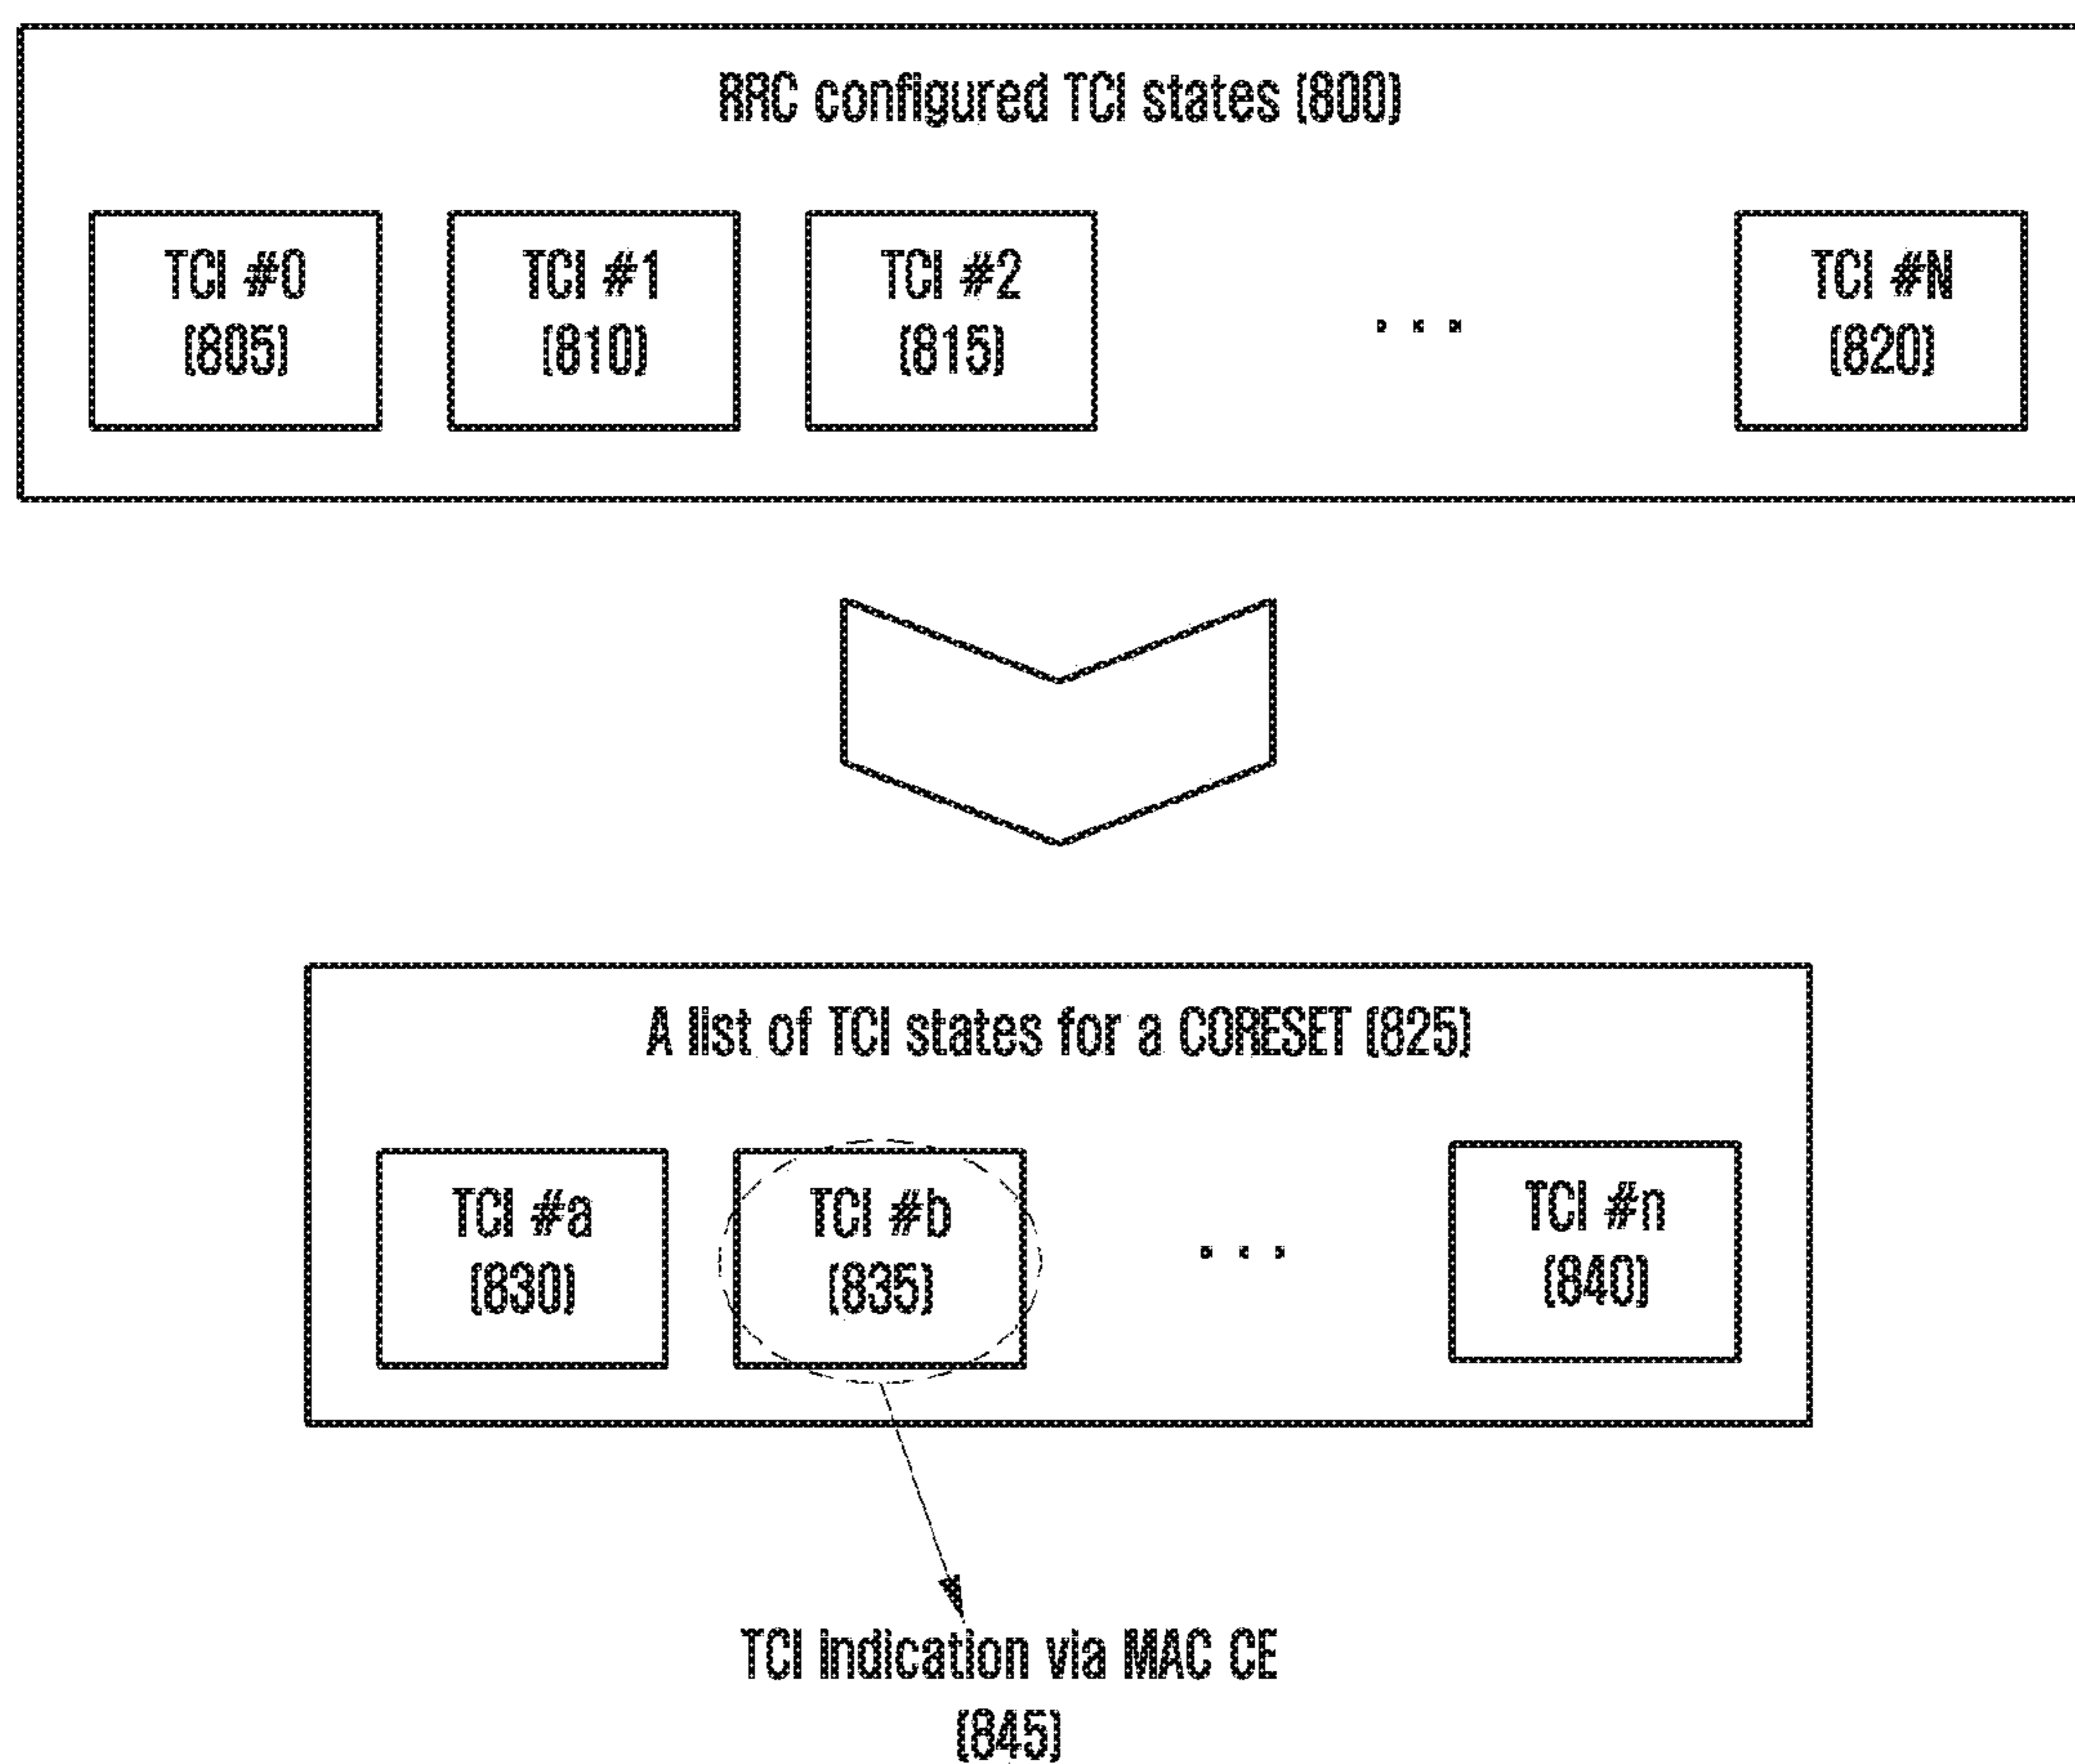 RRC configured TCI states (800)
TCI #0
(805)
TCI #1
(810)
TCI #2
(815)
...
TCI #N
(820)
A list of TCI states for a CORESET (825)
TCI #a
(830)
TCI #b
(835)
...
TCI #n
(840)
TCI indication via MAC CE
(845)